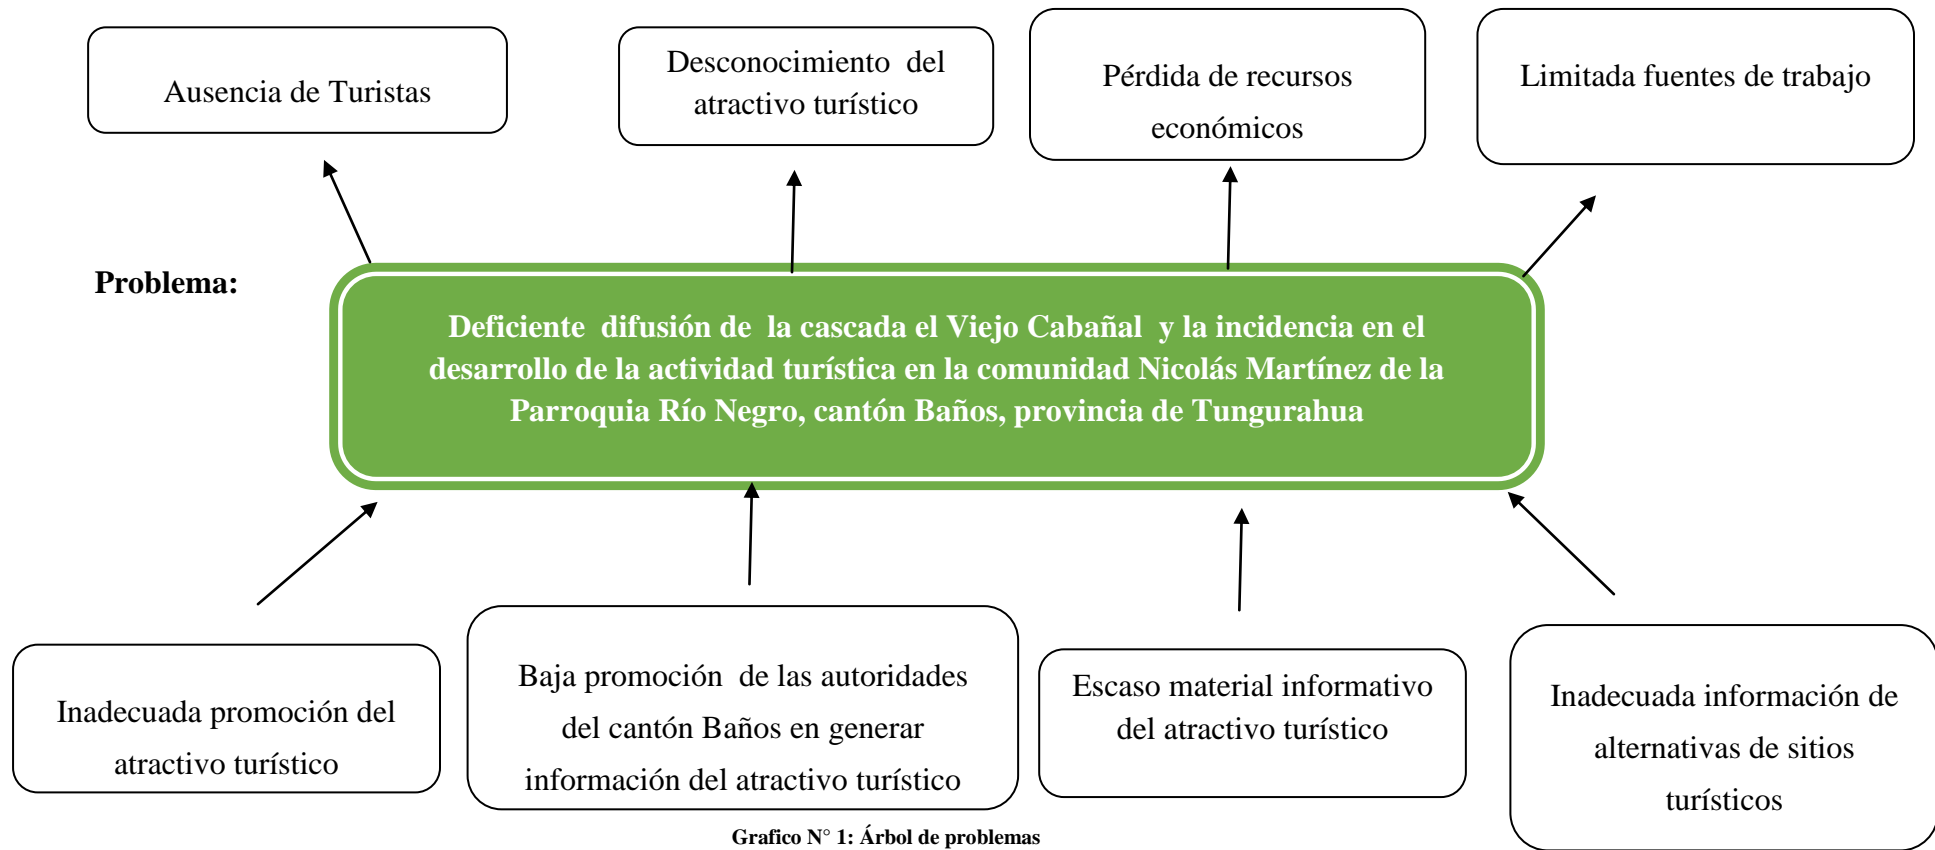 Ausencia de Turistas
Desconocimiento del
atractivo turístico
Pérdida de recursos
económicos
Limitada fuentes de trabajo
Problema:
Deficiente difusión de la cascada el Viejo Cabañal y la incidencia en el
desarrollo de la actividad turística en la comunidad Nicolás Martínez de la
Parroquia Río Negro, cantón Baños, provincia de Tungurahua
Inadecuada promoción del
atractivo turístico
Baja promoción de las autoridades
del cantón Baños en generar
información del atractivo turístico
Escaso material informativo
del atractivo turístico
Inadecuada información de
alternativas de sitios
turísticos
Grafico N° 1: Árbol de problemas